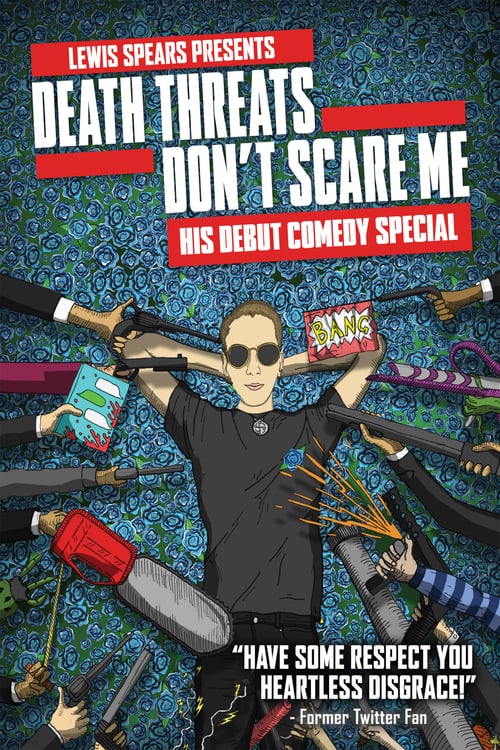 LEWIS SPEARS PRESENTS
DEATH THREATS
DON'T SCARE ME
HIS DEBUT COMEDY SPECIAL
BANG
"HAVE SOME RESPECT YOU
HEARTLESS DISGRACE!"
- Former Twitter Fan